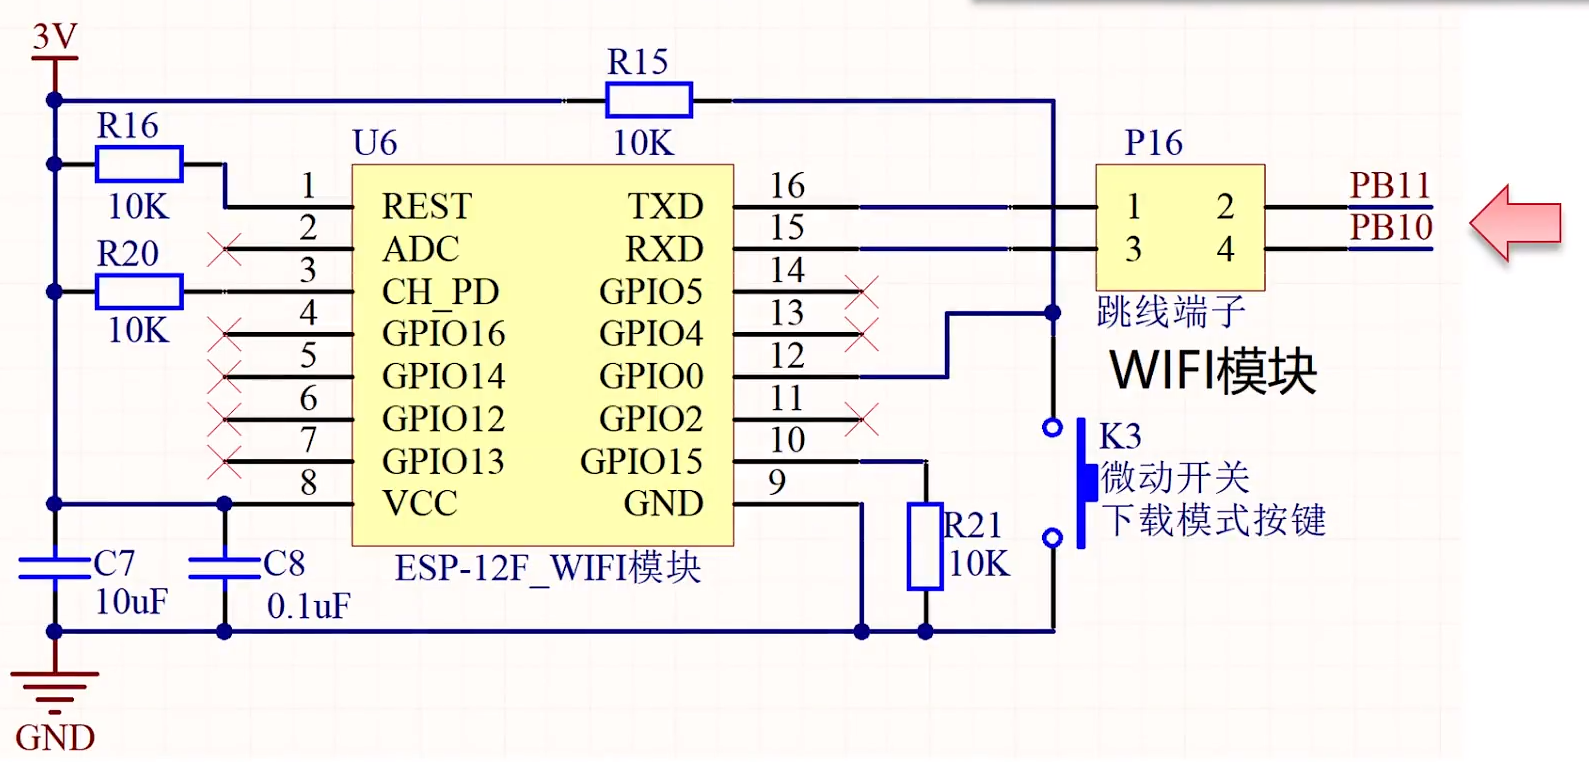 3V
R15
10K
R16
10K
R20
10K
U6
1 REST TXD 16
2 ADC RXD 15
3 CH_PD GPIO5 14
4 GPIO16 GPIO4 13
5 GPIO14 GPIO0 12
6 GPIO12 GPIO2 11
7 GPIO13 GPIO15 10
8 VCC GND 9
ESP-12F_WIFI模块
P16
1 2 PB11
3 4 PB10
跳线端子
WIFI模块
K3
微动开关
下载模式按键
R21
10K
C7
10uF
C8
0.1uF
GND